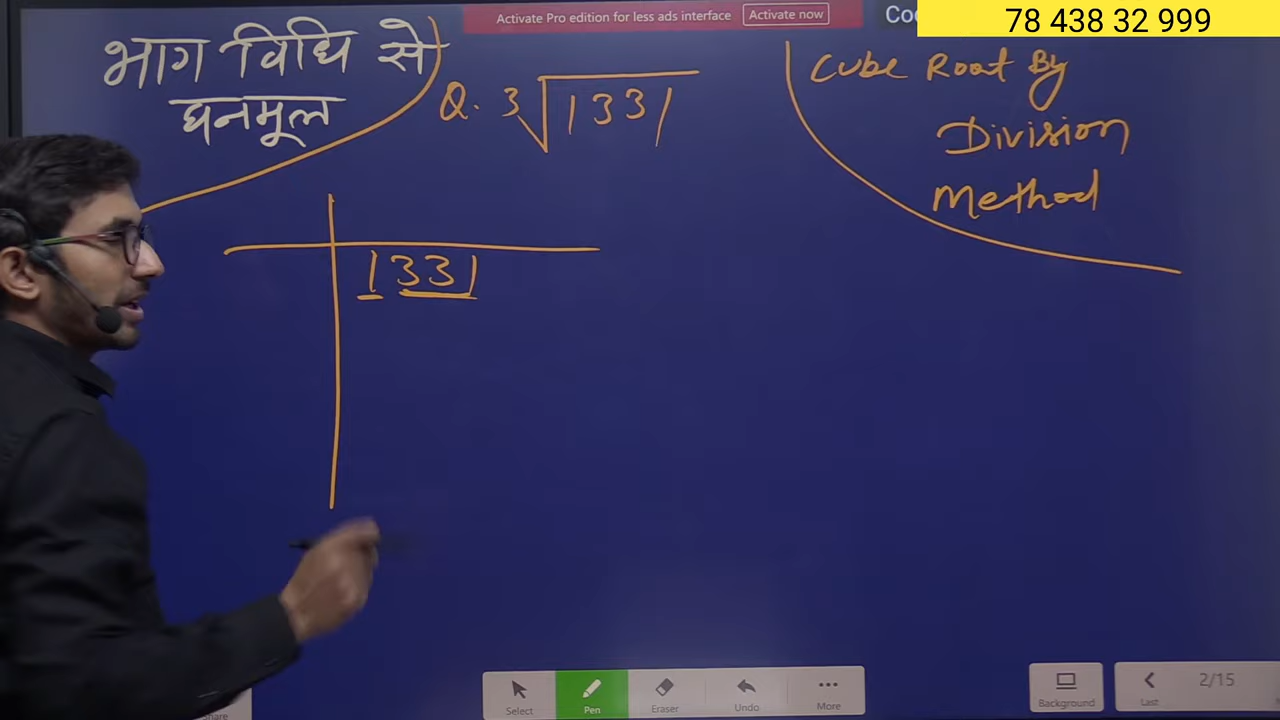 Activate Pro edition for less ads interface Activate now
78 438 32 999
भाग विधि से
घनमूल
Q. 3√1331
Cube Root By
Division
Method
1331
Select
Pen
Eraser
Undo
More
Background
Last
2/15